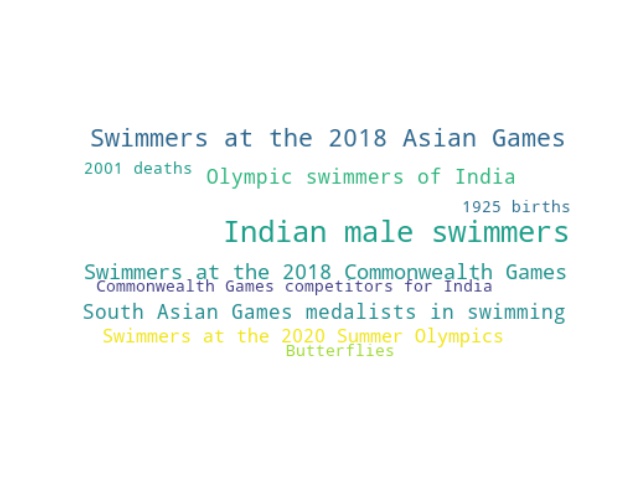 Swimmers at the 2018 Asian Games
2001 deaths
Olympic swimmers of India
1925 births
Indian male swimmers
Swimmers at the 2018 Commonwealth Games
Commonwealth Games competitors for India
South Asian Games medalists in swimming
Swimmers at the 2020 Summer Olympics
Butterflies